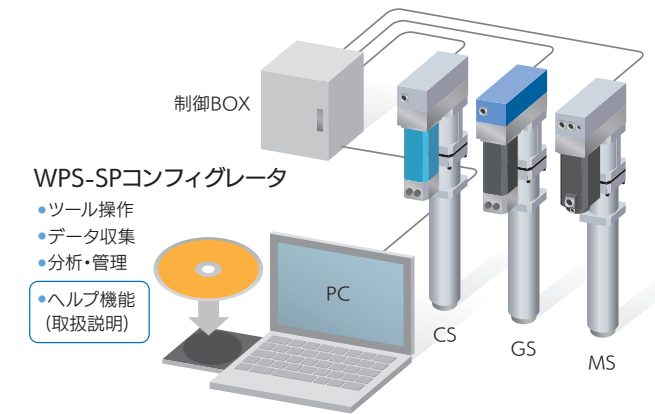 制御BOX
WPS-SPコンフィグレータ
•ツール操作
•データ収集
•分析・管理
•ヘルプ機能
(取扱説明)
PC
CS
GS
MS